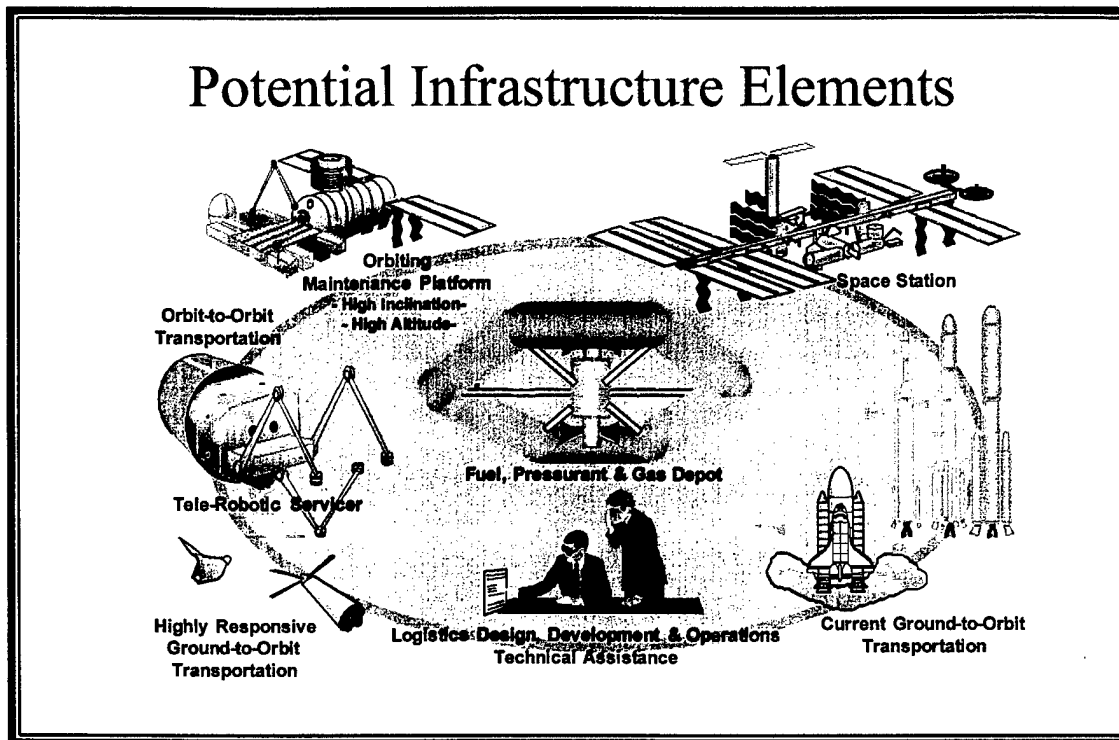 Potential Infrastructure Elements
Orbiting
Maintenance Platform
- High Inclination-
- High Altitude-
Space Station
Orbit-to-Orbit
Transportation
Fuel, Pressurant & Gas Depot
Tele-Robotic Servicer
Highly Responsive
Ground-to-Orbit
Transportation
Logistics Design, Development & Operations
Technical Assistance
Current Ground-to-Orbit
Transportation